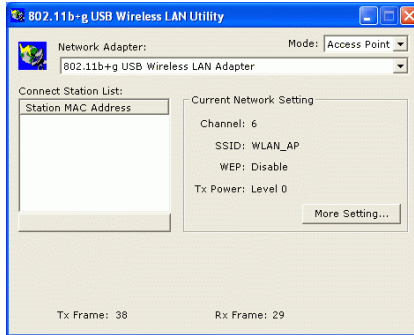 802.11b+g USB Wireless LAN Utility
Network Adapter:
Mode: Access Point
802.11b+g USB Wireless LAN Adapter
Connect Station List:
Station MAC Address
Current Network Setting
Channel: 6
SSID: WLAN_AP
WEP: Disable
Tx Power: Level 0
More Setting...
Tx Frame: 38 Rx Frame: 29